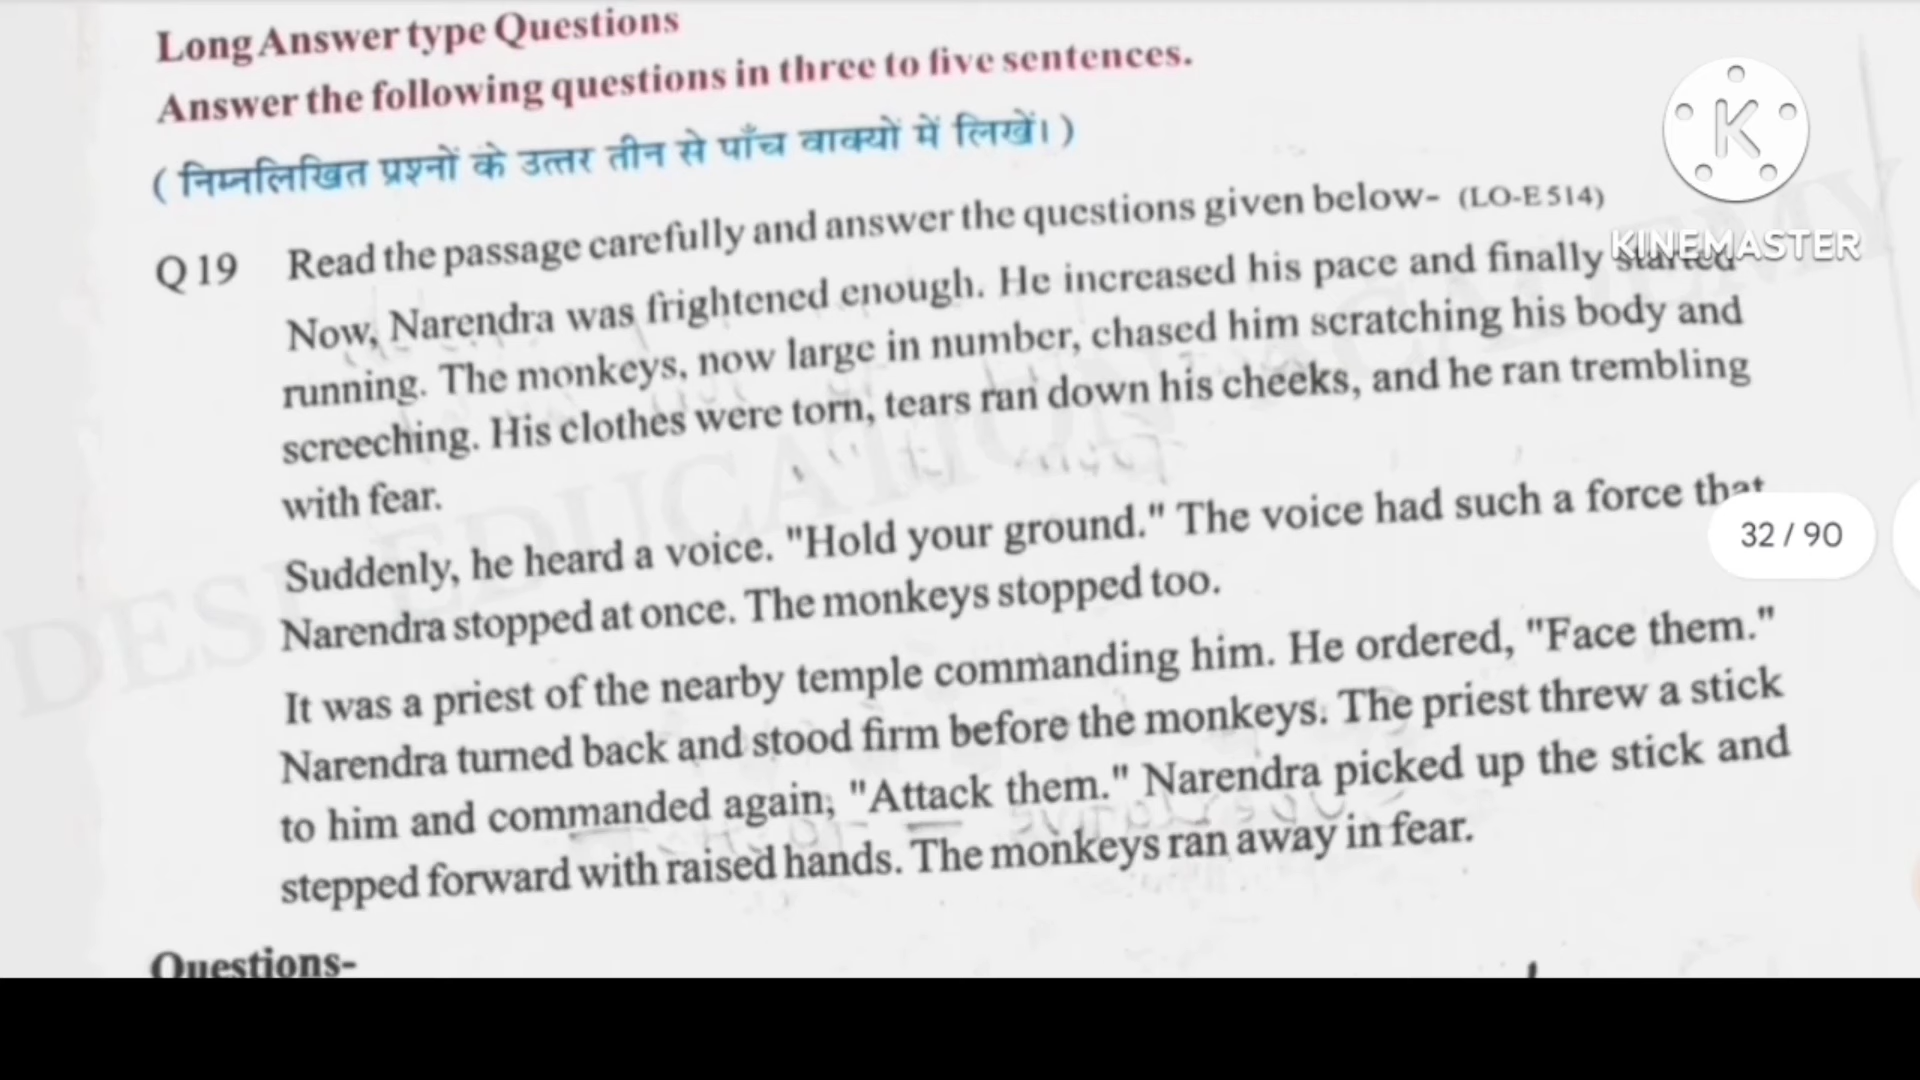 Long Answer type Questions
Answer the following questions in three to five sentences.
( निम्नलिखित प्रश्नों के उत्तर तीन से पाँच वाक्यों में लिखें। )
K
KINEMASTER
Q 19 Read the passage carefully and answer the questions given below- (LO-E 514)
Now, Narendra was frightened enough. He increased his pace and finally started
running. The monkeys, now large in number, chased him scratching his body and
screeching. His clothes were torn, tears ran down his cheeks, and he ran trembling
with fear.
Suddenly, he heard a voice. "Hold your ground." The voice had such a force that
32 / 90
Narendra stopped at once. The monkeys stopped too.
It was a priest of the nearby temple commanding him. He ordered, "Face them."
Narendra turned back and stood firm before the monkeys. The priest threw a stick
to him and commanded again, "Attack them." Narendra picked up the stick and
stepped forward with raised hands. The monkeys ran away in fear.
Questions-
DESI EDUCATION ACADEMY